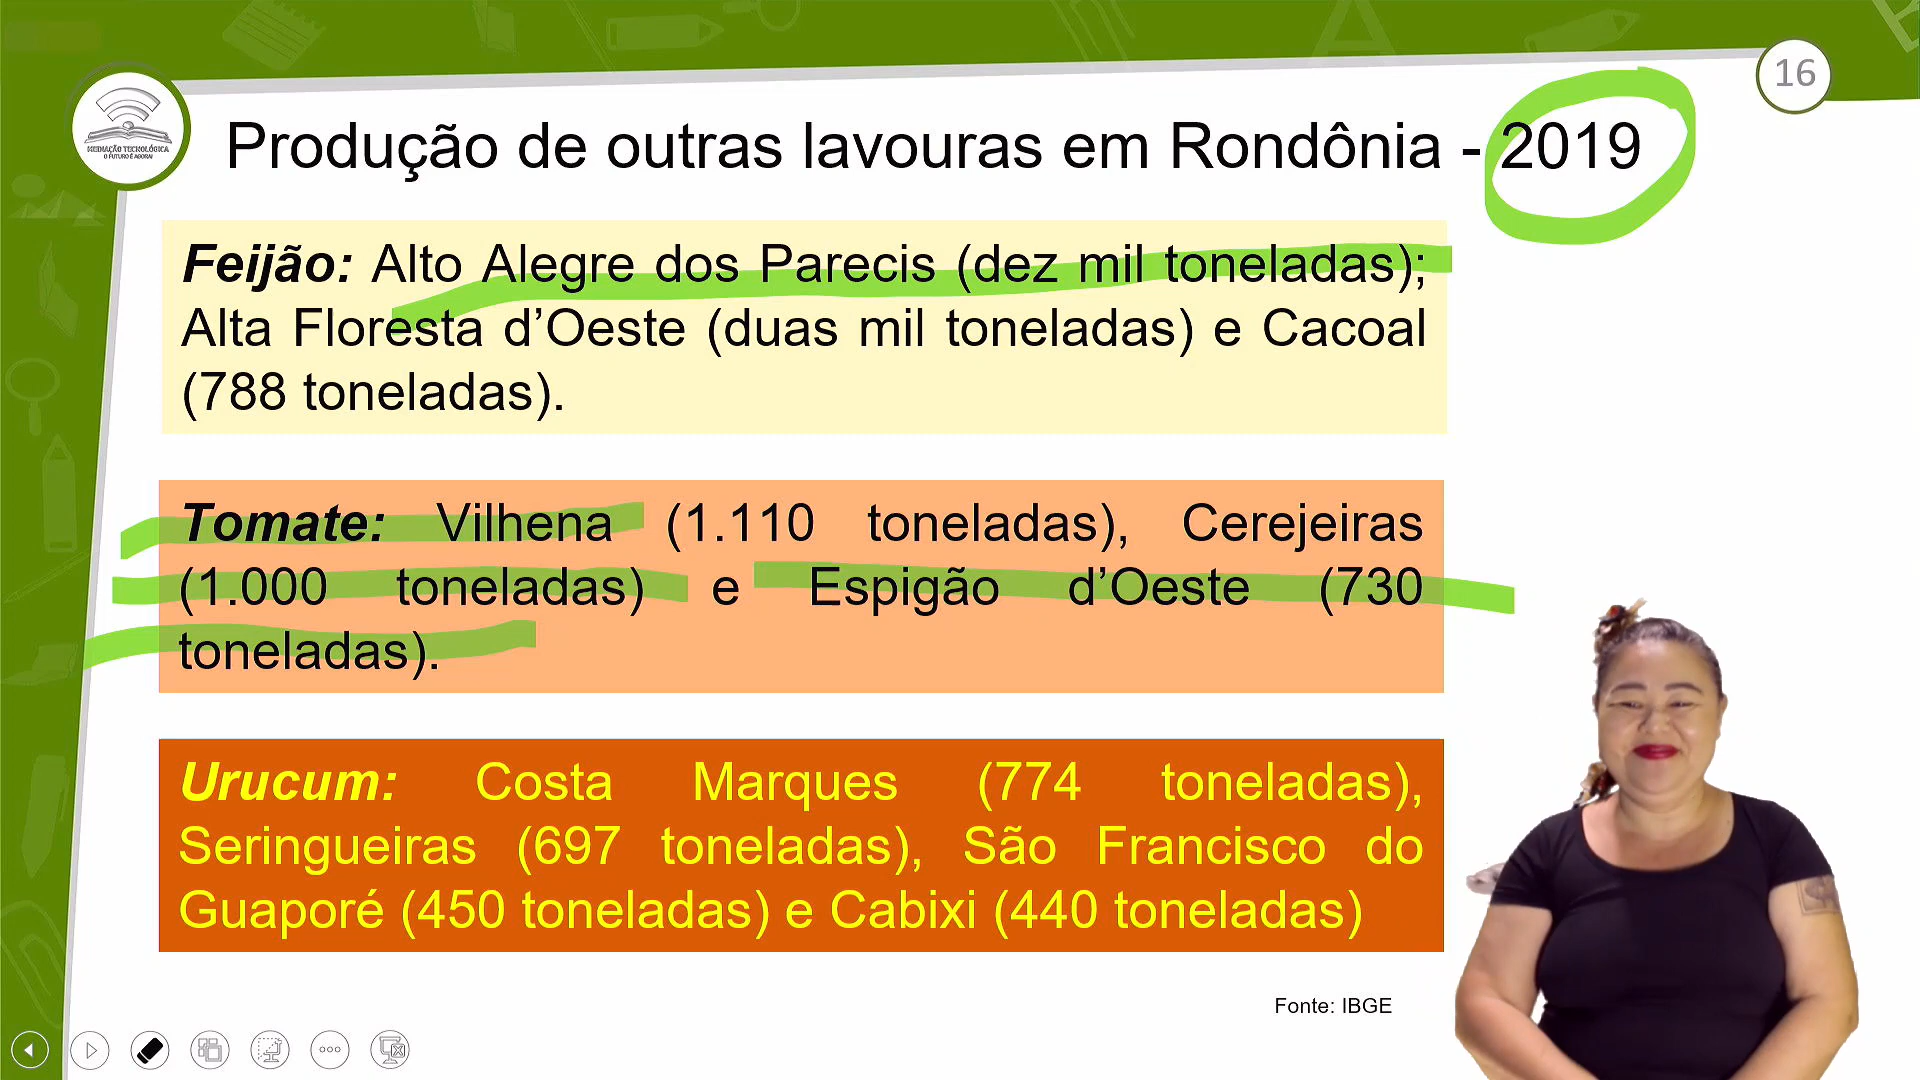 16
MEDIAÇÃO TECNOLÓGICA
O FUTURO É AGORA!
Produção de outras lavouras em Rondônia - 2019
Feijão: Alto Alegre dos Parecis (dez mil toneladas);
Alta Floresta d’Oeste (duas mil toneladas) e Cacoal
(788 toneladas).
Tomate: Vilhena (1.110 toneladas), Cerejeiras
(1.000 toneladas) e Espigão d’Oeste (730
toneladas).
Urucum: Costa Marques (774 toneladas),
Seringueiras (697 toneladas), São Francisco do
Guaporé (450 toneladas) e Cabixi (440 toneladas)
Fonte: IBGE